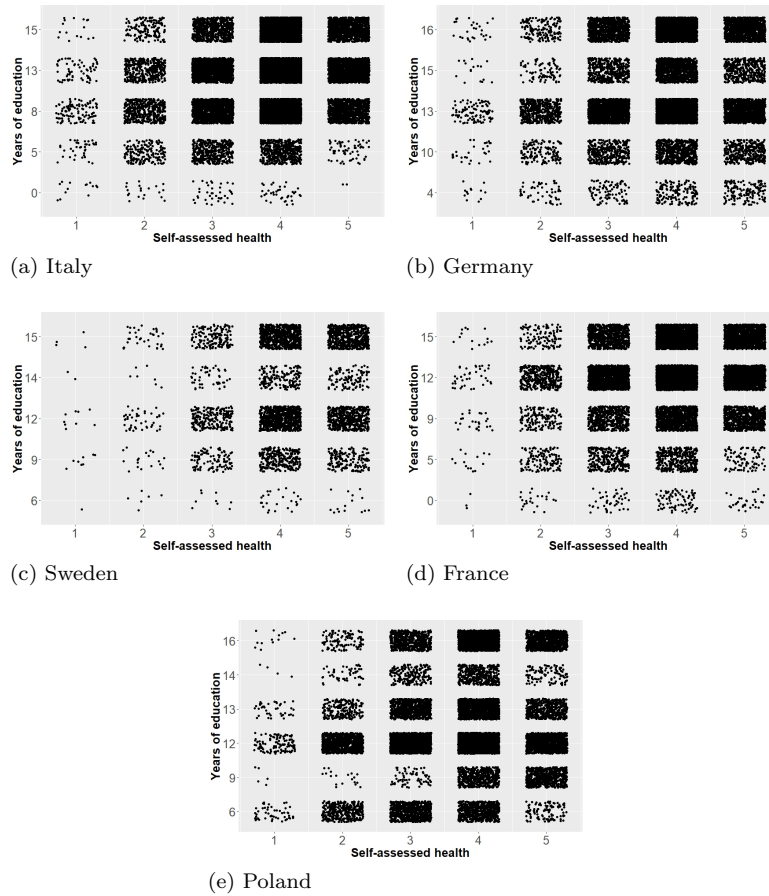 Years of education
15
13
8
5
0
1 2 3 4 5
Self-assessed health
(a) Italy
Years of education
16
15
13
10
4
1 2 3 4 5
Self-assessed health
(b) Germany
Years of education
15
14
12
9
6
1 2 3 4 5
Self-assessed health
(c) Sweden
Years of education
15
12
9
5
0
1 2 3 4 5
Self-assessed health
(d) France
Years of education
16
14
13
12
9
6
1 2 3 4 5
Self-assessed health
(e) Poland